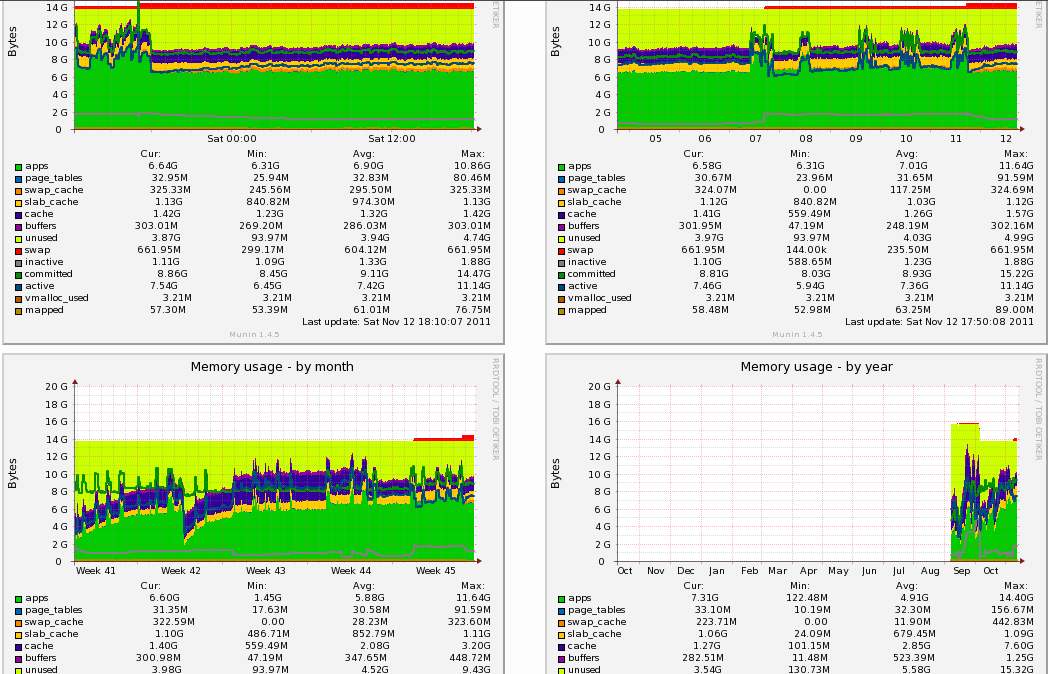 14 G
12 G
10 G
8 G
6 G
4 G
2 G
0
Bytes
OETIKER
Sat 00:00 Sat 12:00
Cur: Min: Avg: Max:
apps 6.64G 6.31G 6.90G 10.86G
page_tables 32.95M 25.94M 32.83M 80.46M
swap_cache 325.33M 245.56M 295.50M 325.33M
slab_cache 1.13G 840.82M 974.30M 1.13G
cache 1.42G 1.23G 1.32G 1.42G
buffers 303.01M 269.20M 286.03M 303.01M
unused 3.87G 93.97M 3.94G 4.74G
swap 661.95M 299.17M 604.12M 661.95M
inactive 1.11G 1.09G 1.33G 1.88G
committed 8.86G 8.45G 9.11G 14.47G
active 7.54G 6.45G 7.42G 11.14G
vmalloc_used 3.21M 3.21M 3.21M 3.21M
mapped 57.30M 53.39M 61.01M 76.75M
Last update: Sat Nov 12 18:10:07 2011
Munin 1.4.5
14 G
12 G
10 G
8 G
6 G
4 G
2 G
0
Bytes
OETIKER
05 06 07 08 09 10 11 12
Cur: Min: Avg: Max:
apps 6.58G 6.31G 7.01G 11.64G
page_tables 30.67M 23.96M 31.65M 91.59M
swap_cache 324.07M 0.00 117.25M 324.69M
slab_cache 1.12G 840.82M 1.03G 1.12G
cache 1.41G 559.49M 1.26G 1.57G
buffers 301.95M 47.19M 248.19M 302.16M
unused 3.97G 93.97M 4.03G 4.99G
swap 661.95M 144.00k 235.50M 661.95M
inactive 1.10G 588.65M 1.23G 1.88G
committed 8.81G 8.03G 8.93G 15.22G
active 7.46G 5.94G 7.36G 11.14G
vmalloc_used 3.21M 3.21M 3.21M 3.21M
mapped 58.48M 52.98M 63.25M 89.00M
Last update: Sat Nov 12 17:50:08 2011
Munin 1.4.5
Memory usage - by month
20 G
18 G
16 G
14 G
12 G
10 G
8 G
6 G
4 G
2 G
0
Bytes
RRDTOOL / TOBI OETIKER
Week 41 Week 42 Week 43 Week 44 Week 45
Cur: Min: Avg: Max:
apps 6.60G 1.45G 5.88G 11.64G
page_tables 31.35M 17.63M 30.58M 91.59M
swap_cache 322.59M 0.00 28.23M 323.60M
slab_cache 1.10G 486.71M 852.79M 1.11G
cache 1.40G 559.49M 2.08G 3.20G
buffers 300.98M 47.19M 347.65M 448.72M
unused 3.98G 93.97M 4.52G 9.43G
Memory usage - by year
20 G
18 G
16 G
14 G
12 G
10 G
8 G
6 G
4 G
2 G
0
Bytes
RRDTOOL / TOBI OETIKER
Oct Nov Dec Jan Feb Mar Apr May Jun Jul Aug Sep Oct
Cur: Min: Avg: Max:
apps 7.31G 122.48M 4.91G 14.40G
page_tables 33.10M 10.19M 32.30M 156.67M
swap_cache 223.71M 0.00 11.90M 442.83M
slab_cache 1.06G 24.09M 679.45M 1.09G
cache 1.27G 101.15M 2.85G 7.60G
buffers 282.51M 11.48M 523.39M 1.25G
unused 3.54G 130.73M 5.58G 15.32G